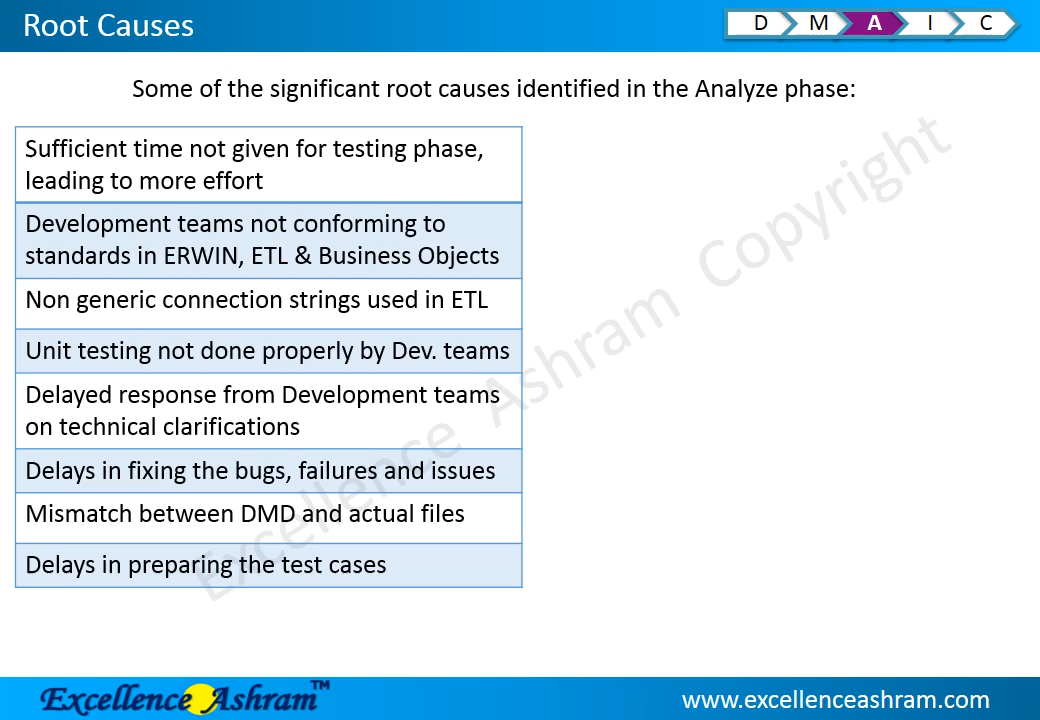 Root Causes
D M A I C
Some of the significant root causes identified in the Analyze phase:
Sufficient time not given for testing phase,
leading to more effort
Development teams not conforming to
standards in ERWIN, ETL & Business Objects
Non generic connection strings used in ETL
Unit testing not done properly by Dev. teams
Delayed response from Development teams
on technical clarifications
Delays in fixing the bugs, failures and issues
Mismatch between DMD and actual files
Delays in preparing the test cases
Excellence Ashram Copyright
Excellence Ashram™
www.excellenceashram.com